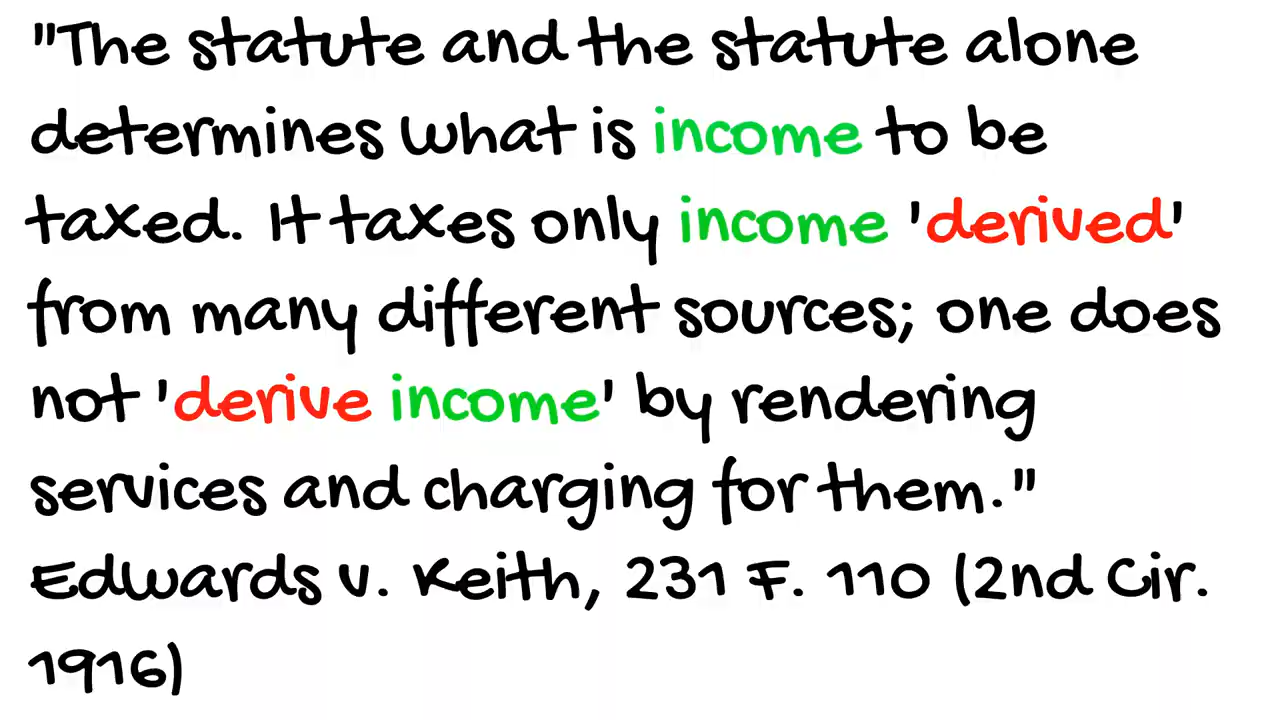 "The statute and the statute alone
determines what is income to be
taxed. It taxes only income 'derived'
from many different sources; one does
not 'derive income' by rendering
services and charging for them."
Edwards v. Keith, 231 F. 110 (2nd Cir.
1916)